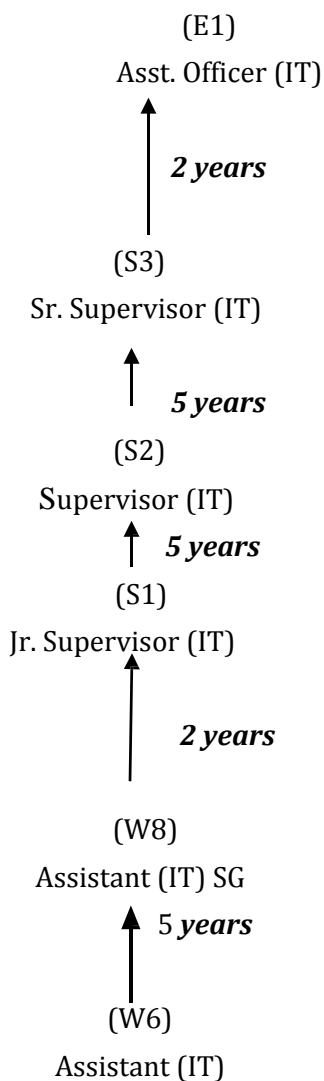 (E1)
Asst. Officer (IT)
2 years
(S3)
Sr. Supervisor (IT)
5 years
(S2)
Supervisor (IT)
5 years
(S1)
Jr. Supervisor (IT)
2 years
(W8)
Assistant (IT) SG
5 years
(W6)
Assistant (IT)